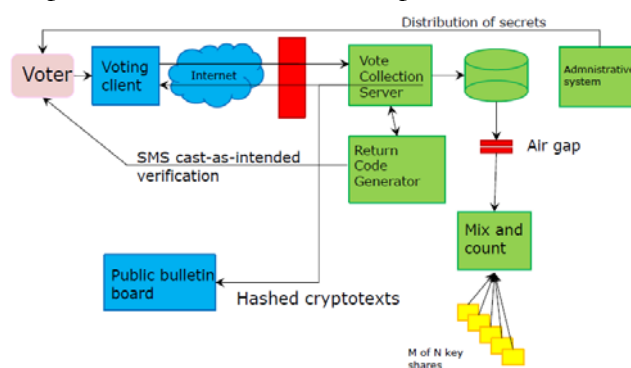 Distribution of secrets
Voter
Voting
client
Internet
Vote
Collection
Server
Admnistrative
system
SMS cast-as-intended
verification
Return
Code
Generator
Air gap
Mix and
count
Public bulletin
board
Hashed cryptotexts
M of N key
shares